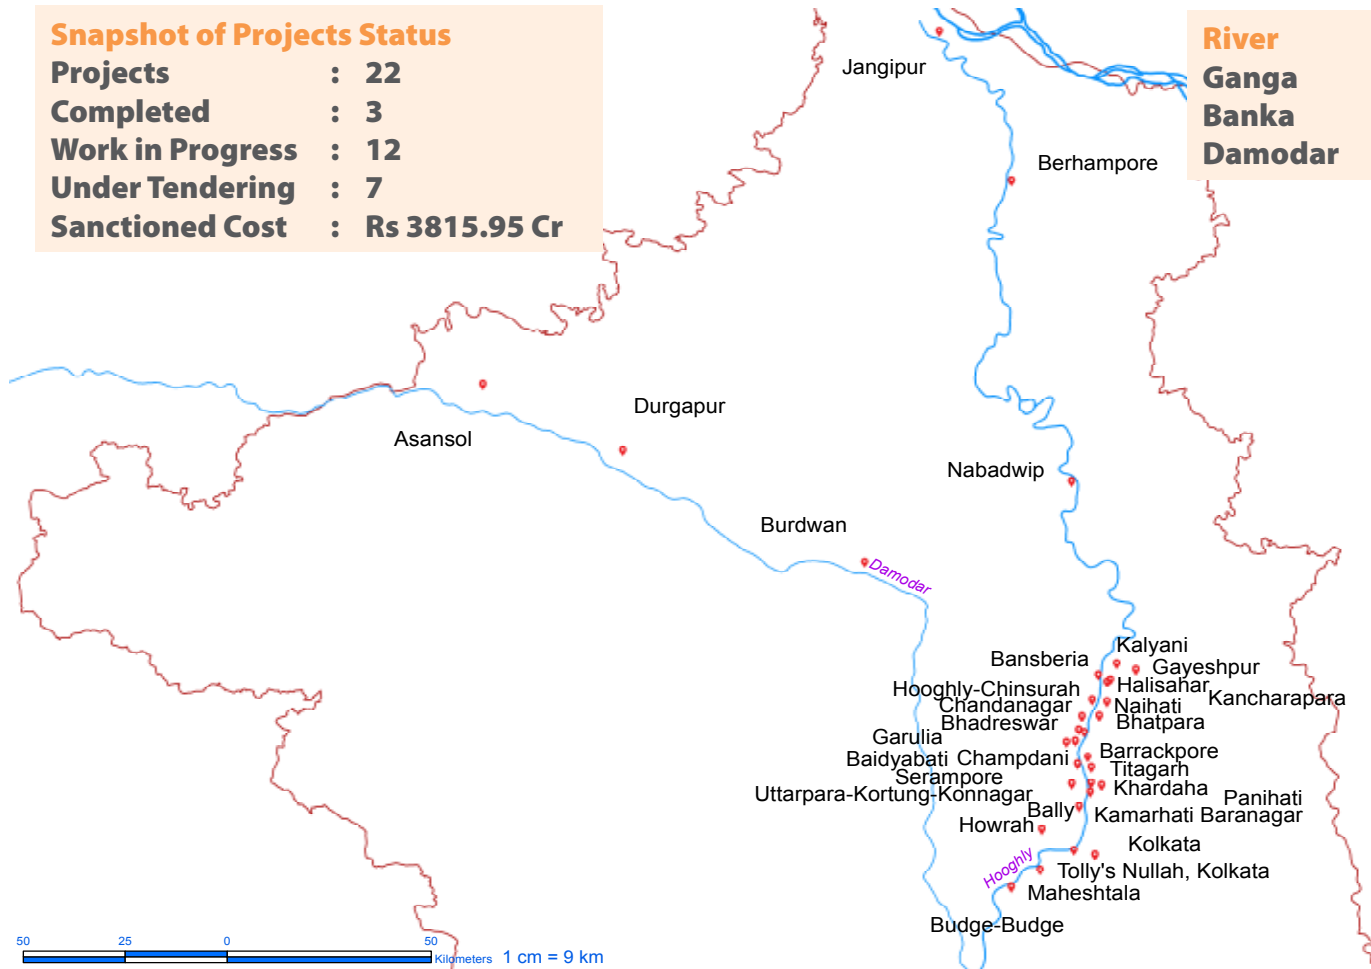 Snapshot of Projects Status
Projects : 22
Completed : 3
Work in Progress : 12
Under Tendering : 7
Sanctioned Cost : Rs 3815.95 Cr
River
Ganga
Banka
Damodar
Jangipur
Berhampore
Durgapur
Asansol
Nabadwip
Burdwan
Damodar
Kalyani
Bansberia
Gayeshpur
Halisahar
Hooghly-Chinsurah
Kancharapara
Chandanagar
Naihati
Bhadreswar
Bhatpara
Garulia
Barrackpore
Baidyabati
Champdani
Titagarh
Serampore
Khardaha
Uttarpara-Kortung-Konnagar
Panihati
Bally
Kamarhati Baranagar
Howrah
Kolkata
Hooghly
Tolly's Nullah, Kolkata
Maheshtala
Budge-Budge
50 25 0 50
Kilometers 1 cm = 9 km